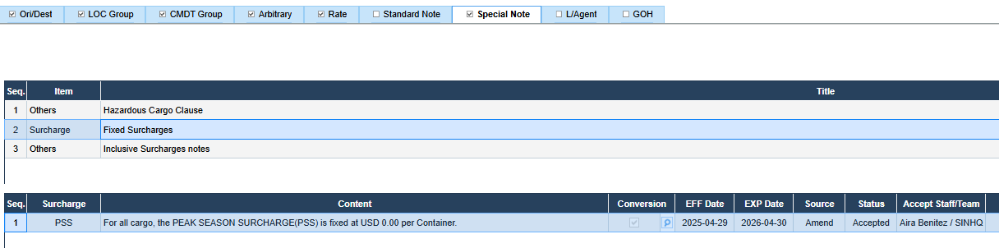 Ori/Dest LOC Group CMDT Group Arbitrary Rate Standard Note Special Note L/Agent GOH
Seq. Item Title
1 Others Hazardous Cargo Clause
2 Surcharge Fixed Surcharges
3 Others Inclusive Surcharges notes
Seq. Surcharge Content Conversion EFF Date EXP Date Source Status Accept Staff/Team
1 PSS For all cargo, the PEAK SEASON SURCHARGE(PSS) is fixed at USD 0.00 per Container. 2025-04-29 2026-04-30 Amend Accepted Aira Benitez / SINHQ